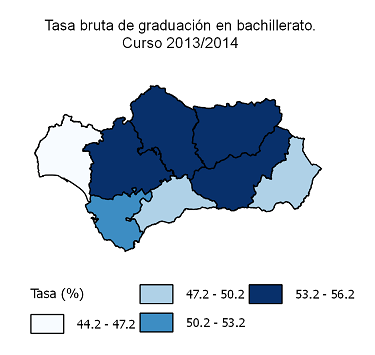 Tasa bruta de graduación en bachillerato.
Curso 2013/2014
Tasa (%)
47.2 - 50.2
53.2 - 56.2
44.2 - 47.2
50.2 - 53.2